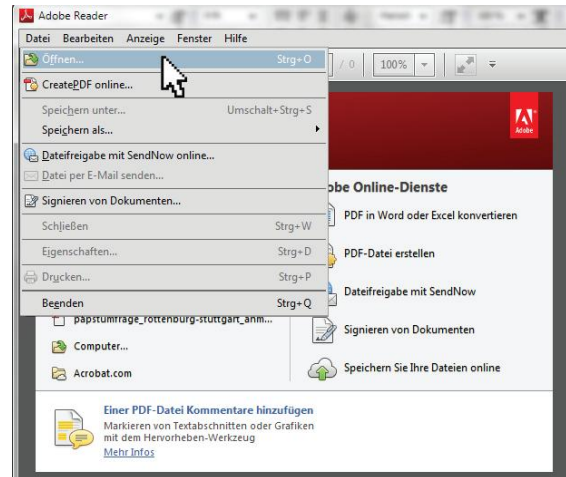 Adobe Reader
Datei Bearbeiten Anzeige Fenster Hilfe
Öffnen... Strg+O
/ 0 100%
CreatePDF online...
Speichern unter... Umschalt+Strg+S
Speichern als...
Adobe
Dateifreigabe mit SendNow online...
Datei per E-Mail senden...
obe Online-Dienste
Signieren von Dokumenten...
PDF in Word oder Excel konvertieren
Schließen Strg+W
Eigenschaften... Strg+D
PDF-Datei erstellen
Drucken... Strg+P
Dateifreigabe mit SendNow
Beenden Strg+Q
papstumfrage_rottenburg-stuttgart_anm...
Signieren von Dokumenten
Computer...
Acrobat.com
Speichern Sie Ihre Dateien online
Einer PDF-Datei Kommentare hinzufügen
Markieren von Textabschnitten oder Grafiken
mit dem Hervorheben-Werkzeug
Mehr Infos